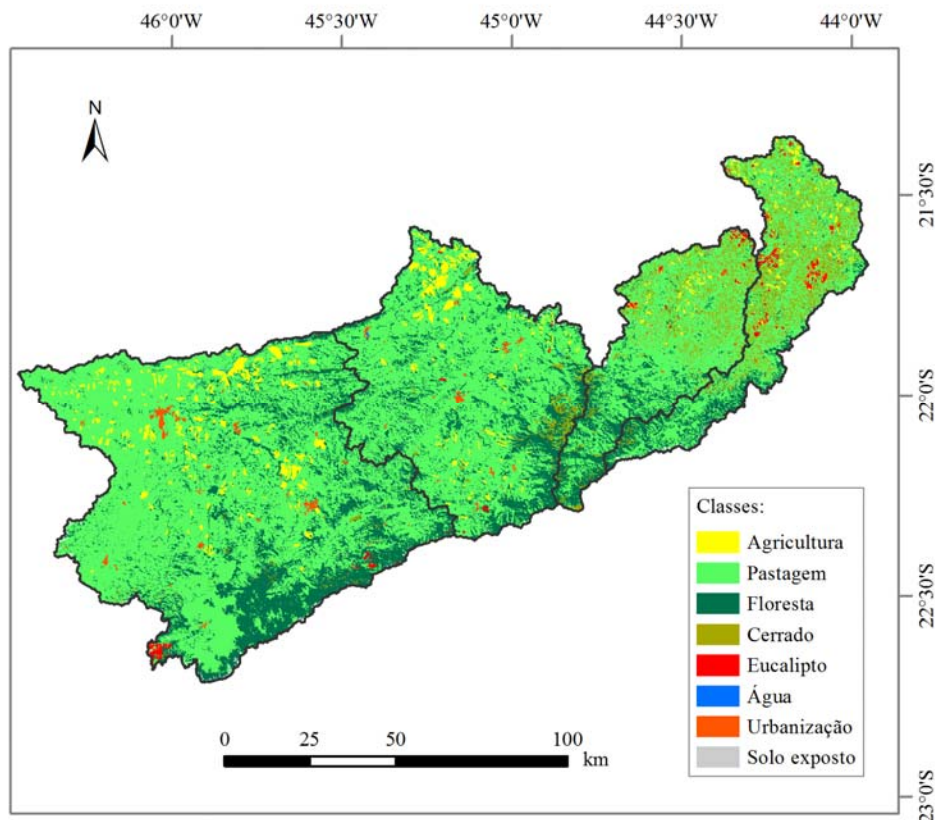 46°0'W 45°30'W 45°0'W 44°30'W 44°0'W
N
21°30'S
22°0'S
22°30'S
23°0'S
Classes:
Agricultura
Pastagem
Floresta
Cerrado
Eucalipto
Água
Urbanização
Solo exposto
0 25 50 100
km